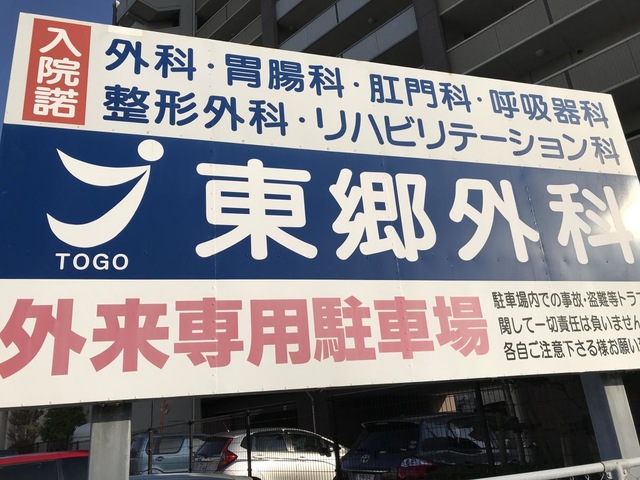 入院諾
外科・胃腸科・肛門科・呼吸器科
整形外科・リハビリテーション科
TOGO
東郷外科
外来専用駐車場
駐車場内での事故・盗難等トラブ
関して一切責任は負いません
各自ご注意下さる様お願い